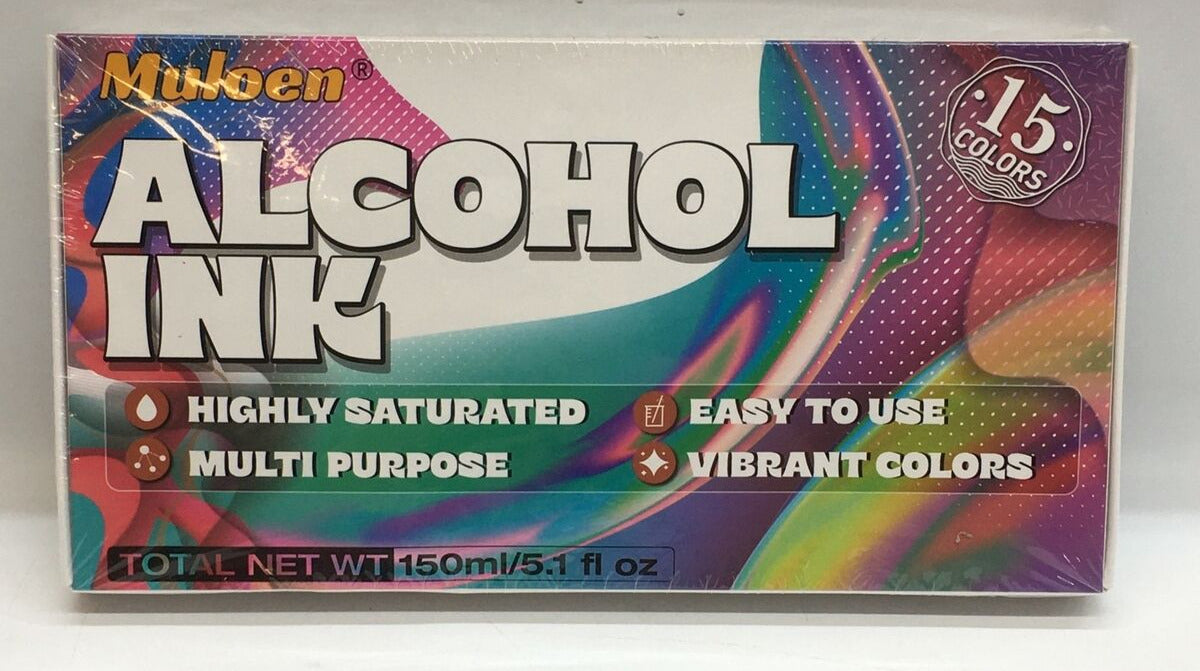 Muloen®
ALCOHOL
INK
·15·
COLORS
HIGHLY SATURATED
EASY TO USE
MULTI PURPOSE
VIBRANT COLORS
TOTAL NET WT 150ml/5.1 fl oz